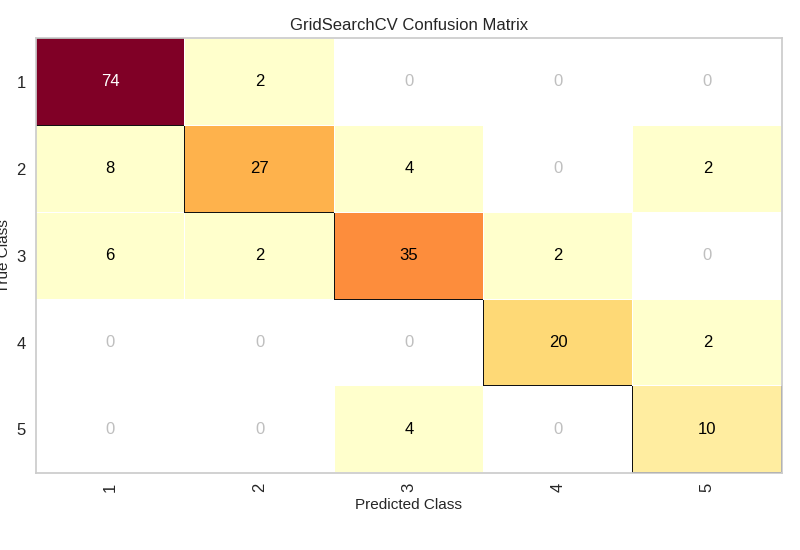 GridSearchCV Confusion Matrix
1 74 2 0 0 0
2 8 27 4 0 2
3 6 2 35 2 0
4 0 0 0 20 2
5 0 0 4 0 10
1 2 3 4 5
Predicted Class
True Class